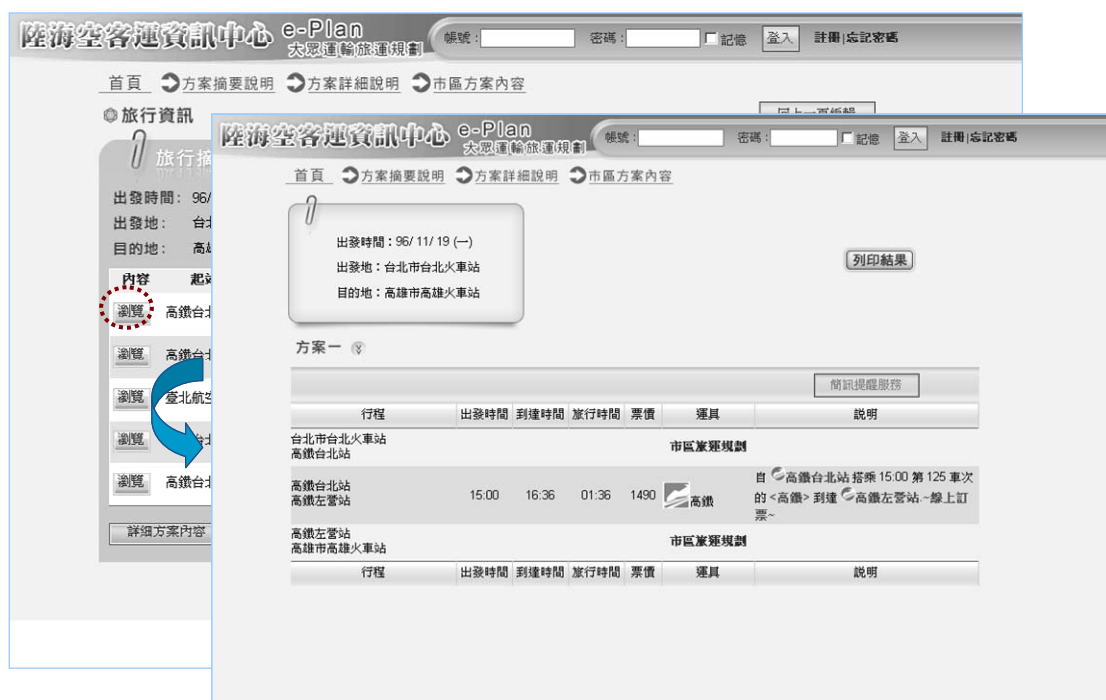 陸海空客運資訊中心 e-Plan 大眾運輸旅運規劃 帳號： 密碼： 記憶 登入 註冊|忘記密碼
首頁 方案摘要說明 方案詳細說明 市區方案內容
旅行資訊
旅行摘
出發時間： 96/
出發地： 台北
目的地： 高雄
內容 起站
瀏覽 高鐵台北
瀏覽 高鐵台北
瀏覽 臺北航空
瀏覽
瀏覽 高鐵台北
詳細方案內容
陸海空客運資訊中心 e-Plan 大眾運輸旅運規劃 帳號： 密碼： 記憶 登入 註冊|忘記密碼
首頁 方案摘要說明 方案詳細說明 市區方案內容
出發時間：96/ 11/ 19 (一)
出發地：台北市台北火車站
目的地：高雄市高雄火車站
列印結果
方案一
簡訊提醒服務
行程 出發時間 到達時間 旅行時間 票價 運具 說明
台北市台北火車站
高鐵台北站
市區旅運規劃
高鐵台北站
高鐵左營站
15:00 16:36 01:36 1490 高鐵
自 高鐵台北站 搭乘 15:00 第 125 車次
的 <高鐵> 到達 高鐵左營站.~線上訂
票~
高鐵左營站
高雄市高雄火車站
市區旅運規劃
行程 出發時間 到達時間 旅行時間 票價 運具 說明